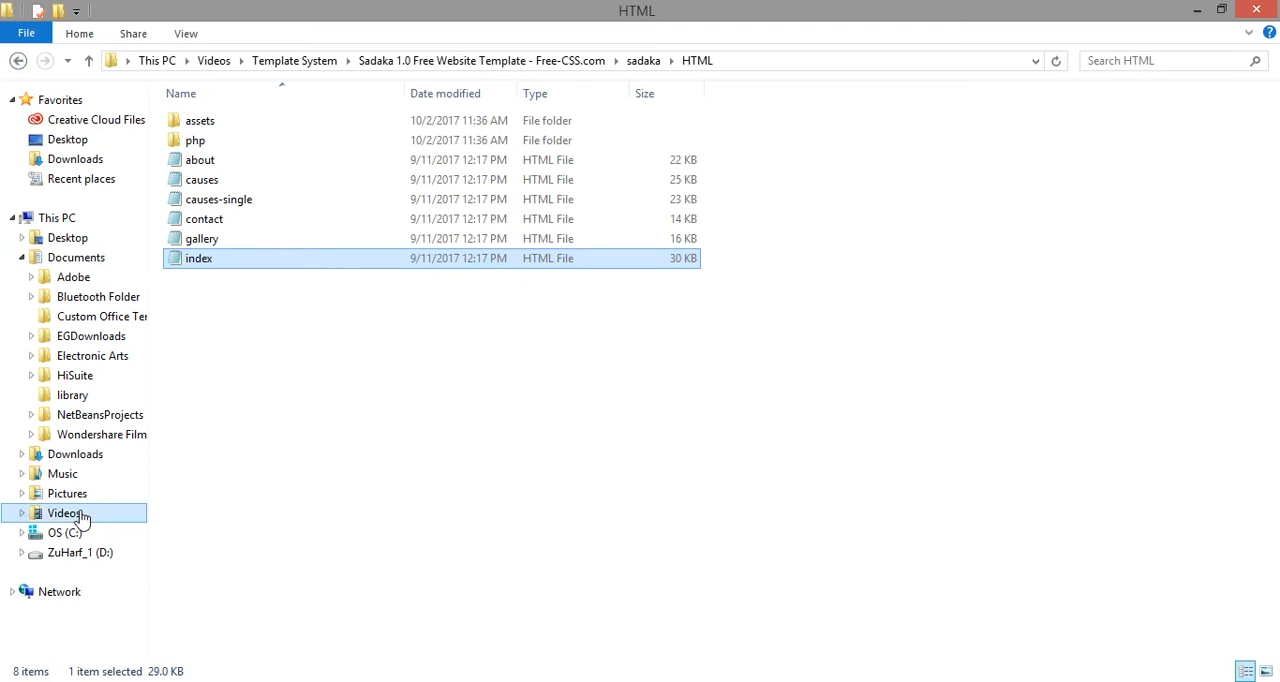 HTML
File Home Share View
This PC Videos Template System Sadaka 1.0 Free Website Template - Free-CSS.com sadaka HTML Search HTML
Name Date modified Type Size
Favorites
Creative Cloud Files
Desktop
Downloads
Recent places
This PC
Desktop
Documents
Adobe
Bluetooth Folder
Custom Office Ter
EGDownloads
Electronic Arts
HiSuite
library
NetBeansProjects
Wondershare Film
Downloads
Music
Pictures
Videos
OS (C:)
ZuHarf_1 (D:)
Network
assets 10/2/2017 11:36 AM File folder
php 10/2/2017 11:36 AM File folder
about 9/11/2017 12:17 PM HTML File 22 KB
causes 9/11/2017 12:17 PM HTML File 25 KB
causes-single 9/11/2017 12:17 PM HTML File 23 KB
contact 9/11/2017 12:17 PM HTML File 14 KB
gallery 9/11/2017 12:17 PM HTML File 16 KB
index 9/11/2017 12:17 PM HTML File 30 KB
8 items 1 item selected 29.0 KB